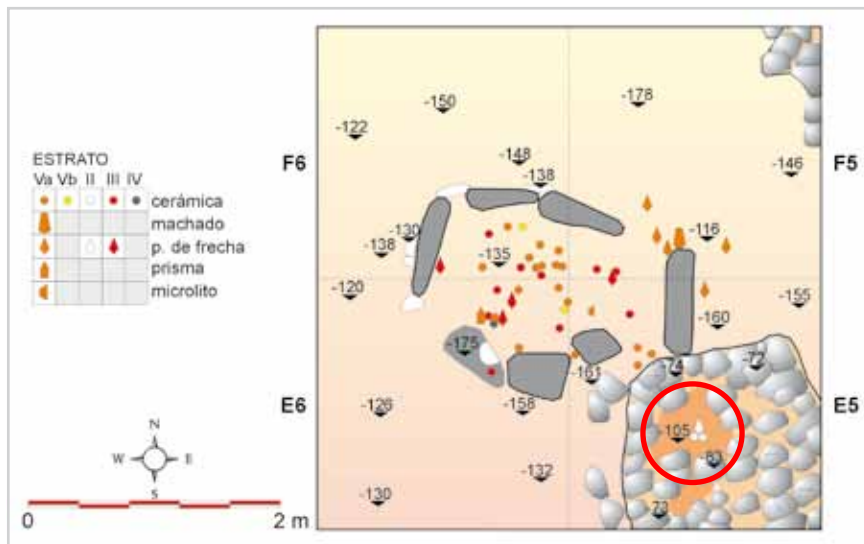 ESTRATO
Va Vb II III IV
cerámica
machado
p. de frecha
prisma
microlito
N
W E
S
0 2 m
F6 F5
E6 E5
-150
-178
-122
-148
-146
-138
-130
-116
-138
-135
-120
-155
-160
-175
-72
-74
-161
-126
-158
-105
-83
-132
-130
73